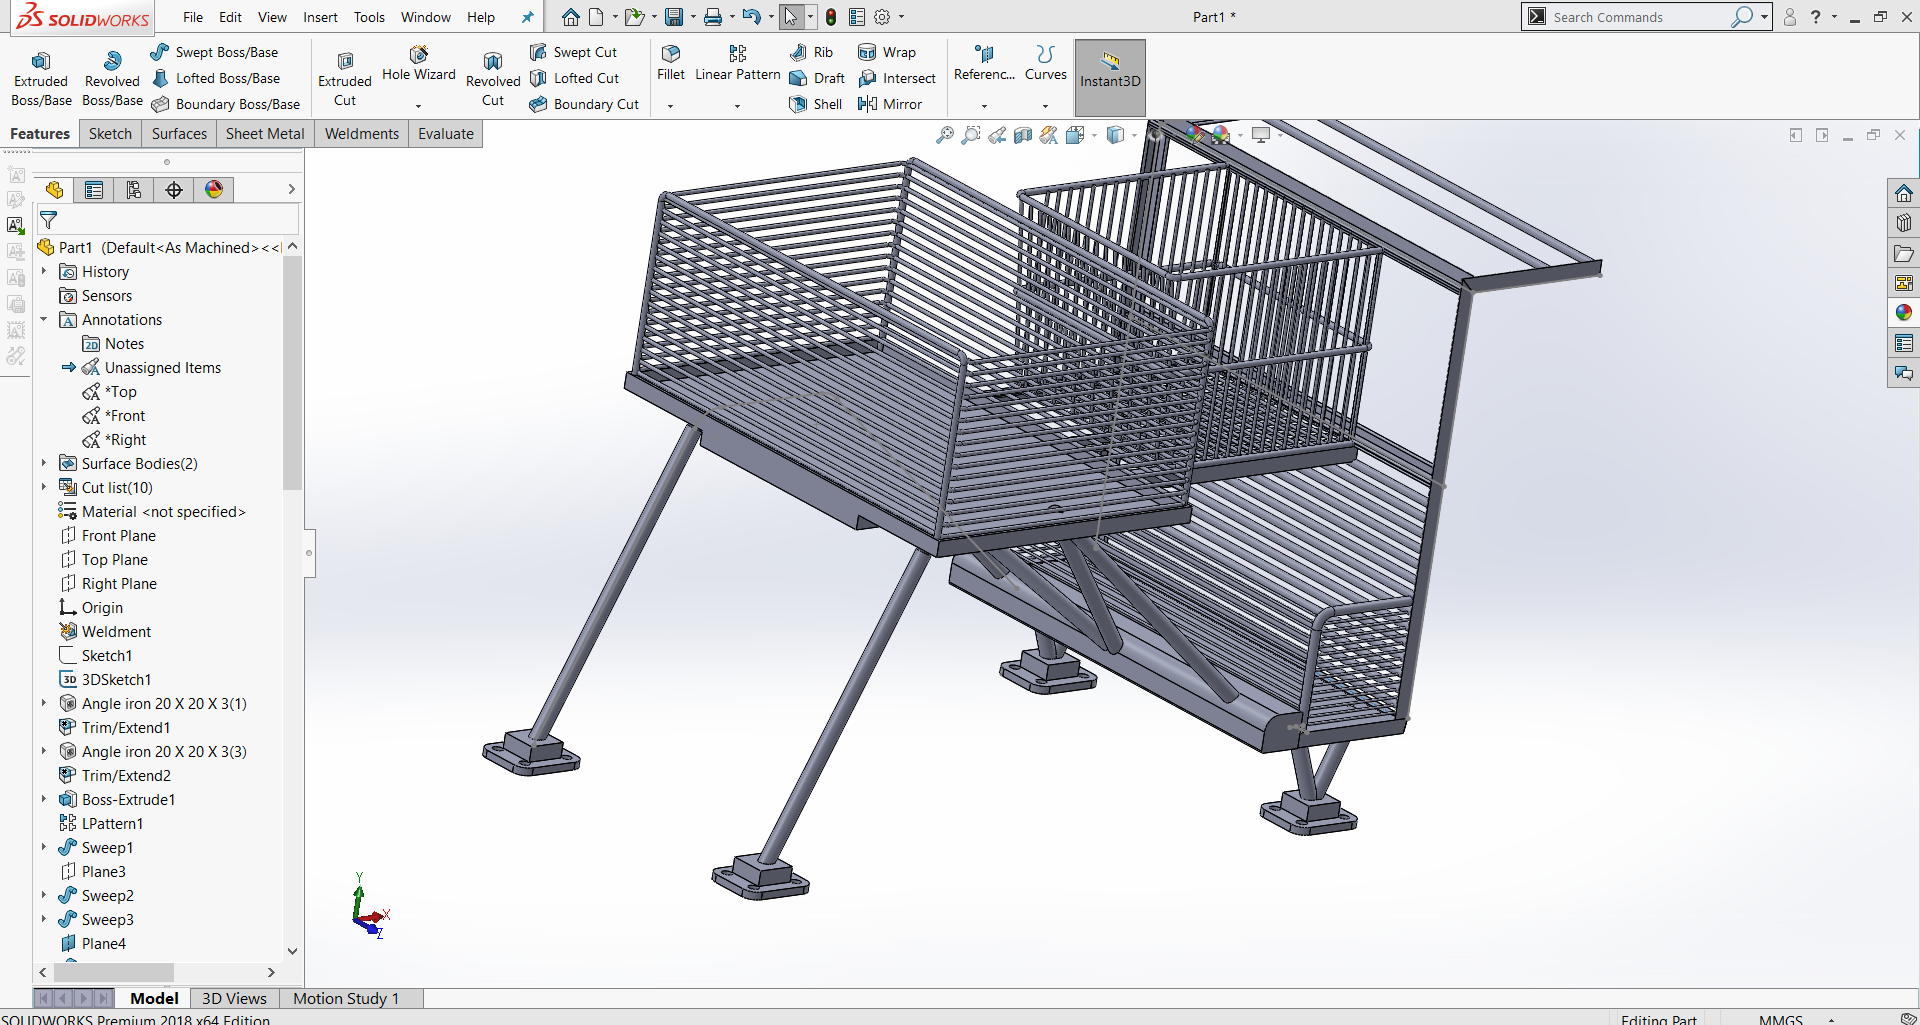 SOLIDWORKS
File Edit View Insert Tools Window Help
Part1 *
Search Commands
?
Extruded Boss/Base
Revolved Boss/Base
Swept Boss/Base
Lofted Boss/Base
Boundary Boss/Base
Extruded Cut
Hole Wizard
Revolved Cut
Swept Cut
Lofted Cut
Boundary Cut
Fillet
Linear Pattern
Rib
Draft
Shell
Wrap
Intersect
Mirror
Referenc...
Curves
Instant3D
Features Sketch Surfaces Sheet Metal Weldments Evaluate
Part1 (Default<As Machined><<
History
Sensors
Annotations
Notes
Unassigned Items
*Top
*Front
*Right
Surface Bodies(2)
Cut list(10)
Material <not specified>
Front Plane
Top Plane
Right Plane
Origin
Weldment
Sketch1
3D 3DSketch1
Angle iron 20 X 20 X 3(1)
Trim/Extend1
Angle iron 20 X 20 X 3(3)
Trim/Extend2
Boss-Extrude1
LPattern1
Sweep1
Plane3
Sweep2
Sweep3
Plane4
Y
X
Z
Model 3D Views Motion Study 1
SOLIDWORKS Premium 2018 x64 Edition
Editing Part
MMGS